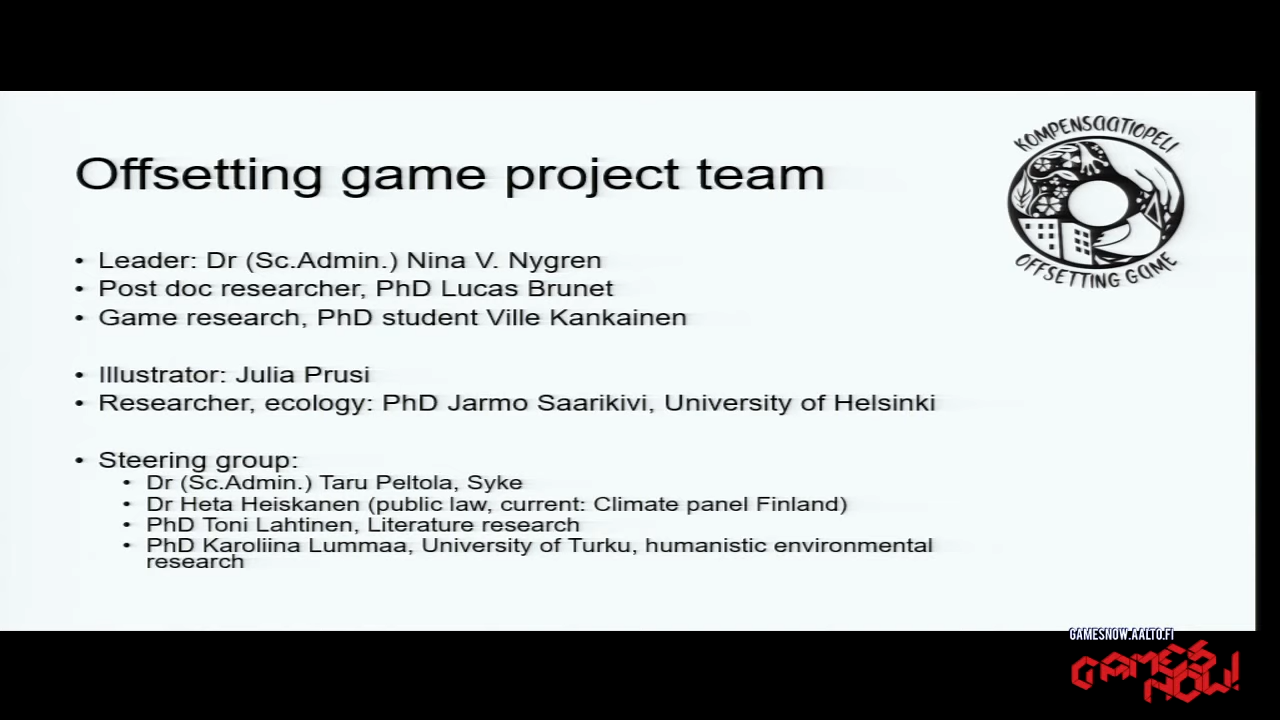 KOMPENSAATIOPELI
Offsetting game project team
OFFSETTING GAME
• Leader: Dr (Sc.Admin.) Nina V. Nygren
• Post doc researcher, PhD Lucas Brunet
• Game research, PhD student Ville Kankainen
• Illustrator: Julia Prusi
• Researcher, ecology: PhD Jarmo Saarikivi, University of Helsinki
• Steering group:
• Dr (Sc.Admin.) Taru Peltola, Syke
• Dr Heta Heiskanen (public law, current: Climate panel Finland)
• PhD Toni Lahtinen, Literature research
• PhD Karoliina Lummaa, University of Turku, humanistic environmental
research
GAMESNOW.AALTO.FI
GAMES
NOW!